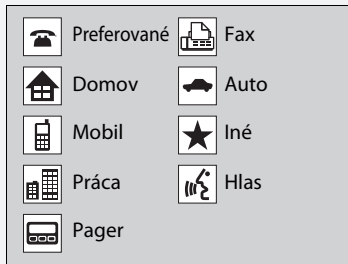 Preferované
Fax
Domov
Auto
Mobil
Iné
Práca
Hlas
Pager